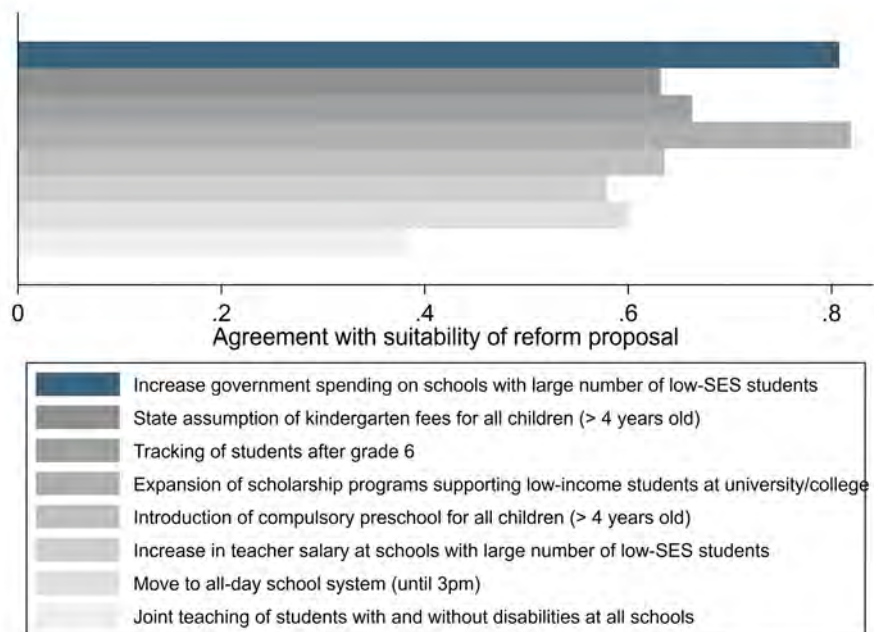 0 .2 .4 .6 .8
Agreement with suitability of reform proposal
Increase government spending on schools with large number of low-SES students
State assumption of kindergarten fees for all children (> 4 years old)
Tracking of students after grade 6
Expansion of scholarship programs supporting low-income students at university/college
Introduction of compulsory preschool for all children (> 4 years old)
Increase in teacher salary at schools with large number of low-SES students
Move to all-day school system (until 3pm)
Joint teaching of students with and without disabilities at all schools